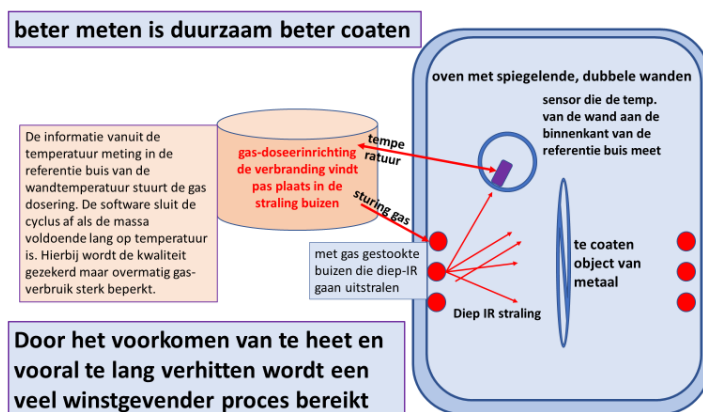 beter meten is duurzaam beter coaten
De informatie vanuit de
temperatuur meting in de
referentie buis van de
wandtemperatuur stuurt de gas
dosering. De software sluit de
cyclus af als de massa
voldoende lang op temperatuur
is. Hierbij wordt de kwaliteit
gezekerd maar overmatig gas-
verbruik sterk beperkt.
gas-doseerinrichting
de verbranding vindt
pas plaats in de
straling buizen
tempe
ratuur
sturing gas
met gas gestookte
buizen die diep-IR
gaan uitstralen
oven met spiegelende, dubbele wanden
sensor die de temp.
van de wand aan de
binnenkant van de
referentie buis meet
te coaten
object van
metaal
Diep IR straling
Door het voorkomen van te heet en
vooral te lang verhitten wordt een
veel winstgevender proces bereikt